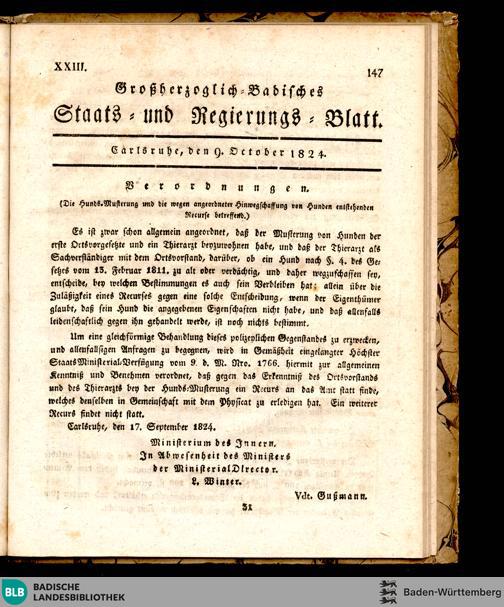 XXIII.
147
Großherzoglich-Badisches
Staats- und Regierungs-Blatt.
Carlsruhe, den 9. October 1824.
Verordnungen.
(Die Hunds-Musterung und die wegen angeordneter Hinwegschaffung von Hunden entstehenden
Recurse betreffend.)
Es ist zwar schon allgemein angeordnet, daß der Musterung von Hunden der
erste Ortsvorgesetzte und ein Thierarzt beyzuwohnen habe, und daß der Thierarzt als
Sachverständiger mit dem Ortsvorstand, darüber, ob ein Hund nach §. 4. des Ge-
setzes vom 15. Februar 1811, zu alt oder verdächtig, und daher wegzuschaffen sey,
entscheide, bey welchen Bestimmungen es auch sein Verbleiben hat; allein über die
Zuläßigkeit eines Recurses gegen eine solche Entscheidung, wenn der Eigenthümer
glaube, daß sein Hund die angegebenen Eigenschaften nicht habe, und daß allenfalls
leidenschaftlich gegen ihn gehandelt werde, ist noch nichts bestimmt.
Um eine gleichförmige Behandlung dieses polizeylichen Gegenstandes zu erzwecken,
und allenfallsigen Anfragen zu begegnen, wird in Gemäßheit eingelangter Höchster
StaatsMinisterial-Verfügung vom 9. d. M. Nro. 1766. hiermit zur allgemeinen
Kenntniß und Benehmen verordnet, daß gegen das Erkenntniß des Ortsvorstands
und des Thierarzts bey der Hunds-Musterung ein Recurs an das Amt statt finde,
welches denselben in Gemeinschaft mit dem Physicat zu erledigen hat. Ein weiterer
Recurs findet nicht statt.
Carlsruhe, den 17. September 1824.
Ministerium des Innern.
In Abwesenheit des Ministers
der MinisterialDirector.
L. Winter.
Vdt. Gußmann.
31
BLB BADISCHE
LANDESBIBLIOTHEK
Baden-Württemberg